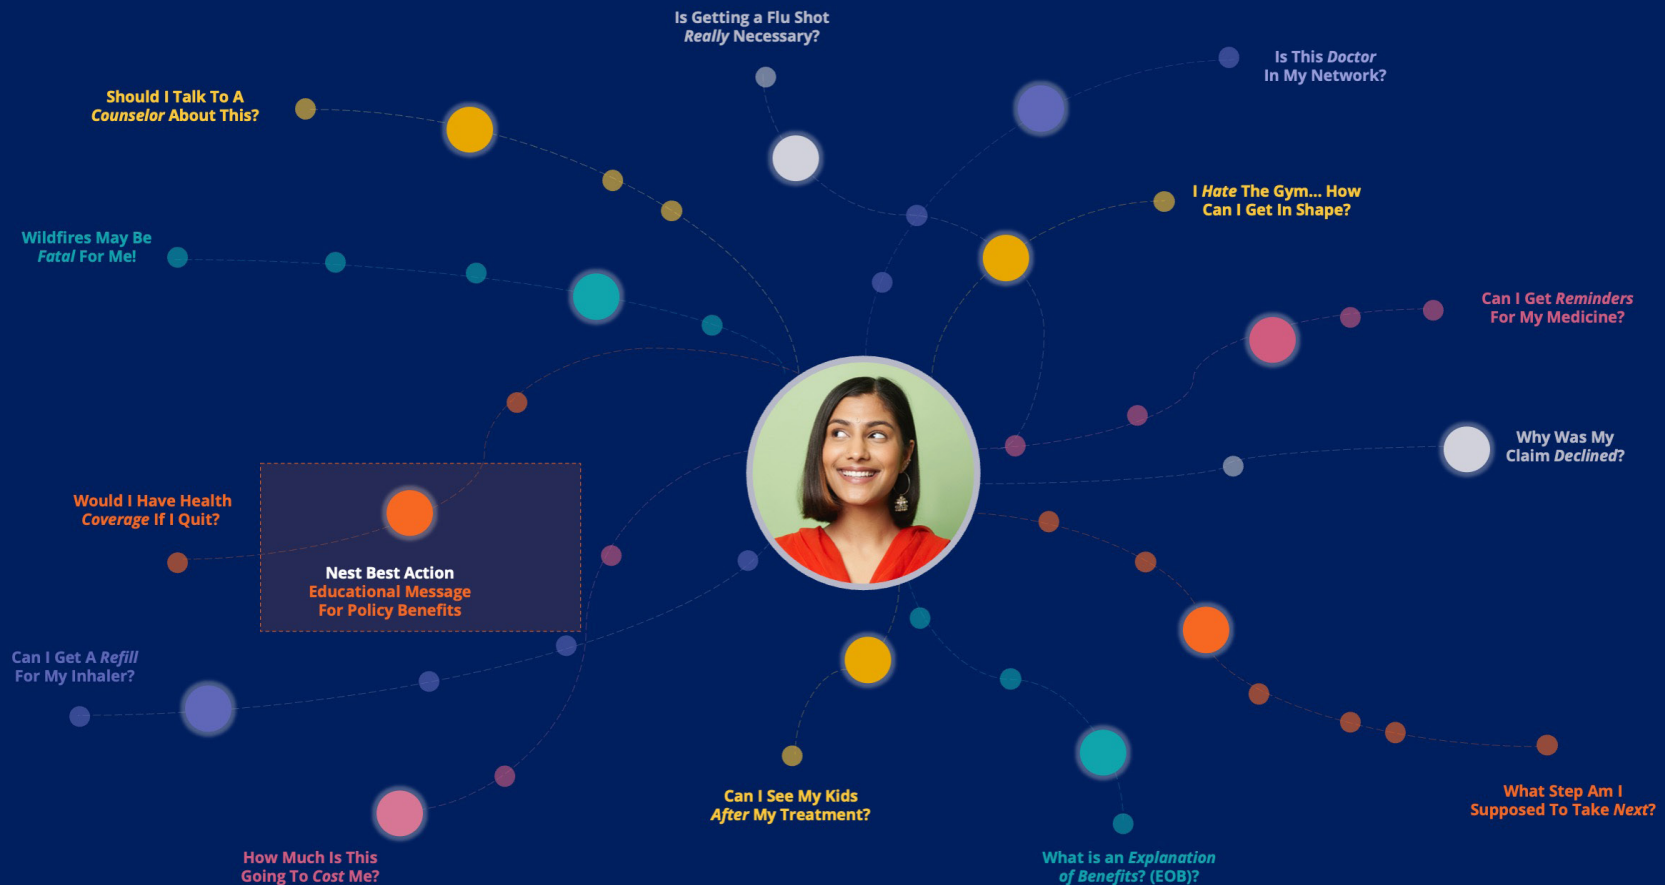 Is Getting a Flu Shot
Really Necessary?
Is This Doctor
In My Network?
Should I Talk To A
Counselor About This?
I Hate The Gym... How
Can I Get In Shape?
Wildfires May Be
Fatal For Me!
Can I Get Reminders
For My Medicine?
Why Was My
Claim Declined?
Would I Have Health
Coverage If I Quit?
Nest Best Action
Educational Message
For Policy Benefits
Can I Get A Refill
For My Inhaler?
Can I See My Kids
After My Treatment?
What Step Am I
Supposed To Take Next?
How Much Is This
Going To Cost Me?
What is an Explanation
of Benefits? (EOB)?